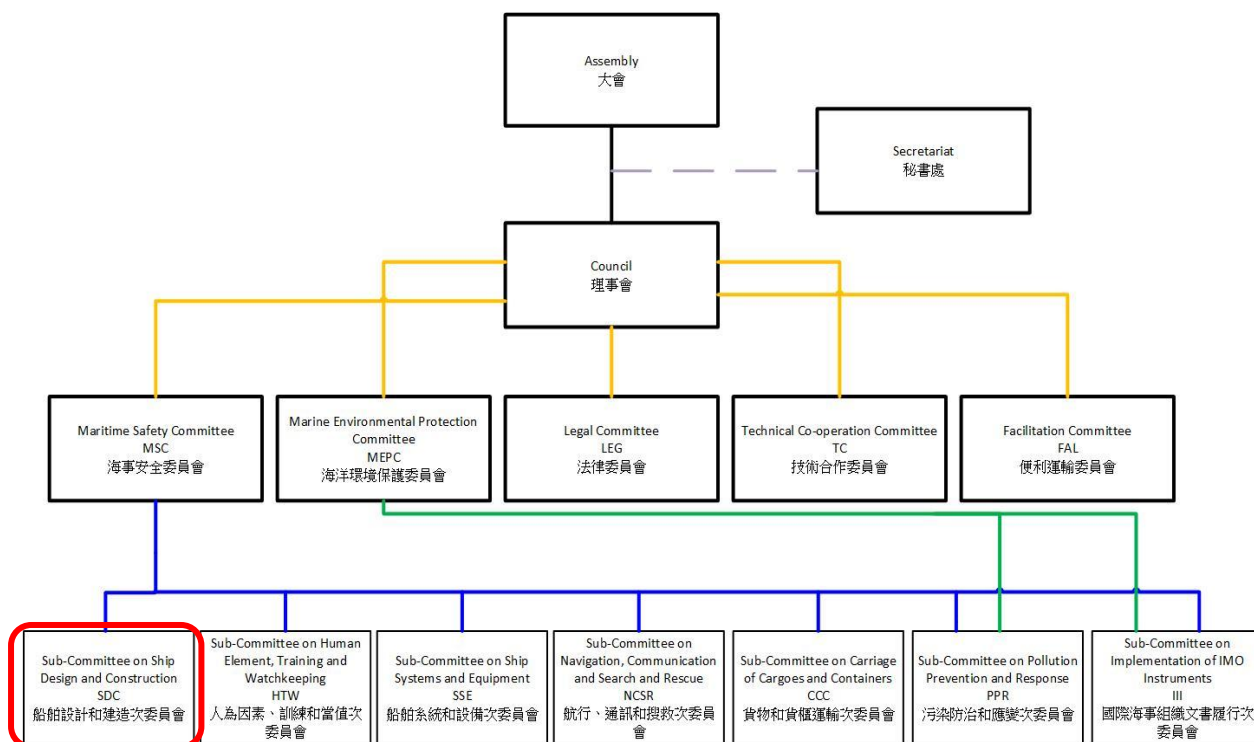 Assembly
大會
Secretariat
秘書處
Council
理事會
Maritime Safety Committee
MSC
海事安全委員會
Marine Environmental Protection
Committee
MEPC
海洋環境保護委員會
Legal Committee
LEG
法律委員會
Technical Co-operation Committee
TC
技術合作委員會
Facilitation Committee
FAL
便利運輸委員會
Sub-Committee on Ship
Design and Construction
SDC
船舶設計和建造次委員會
Sub-Committee on Human
Element, Training and
Watchkeeping
HTW
人為因素、訓練和當值次
委員會
Sub-Committee on Ship
Systems and Equipment
SSE
船舶系統和設備次委員會
Sub-Committee on
Navigation, Communication
and Search and Rescue
NCSR
航行、通訊和搜救次委員
會
Sub-Committee on Carriage
of Cargoes and Containers
CCC
貨物和貨櫃運輸次委員會
Sub-Committee on Pollution
Prevention and Response
PPR
污染防治和應變次委員會
Sub-Committee on
Implementation of IMO
Instruments
III
國際海事組織文書履行次
委員會